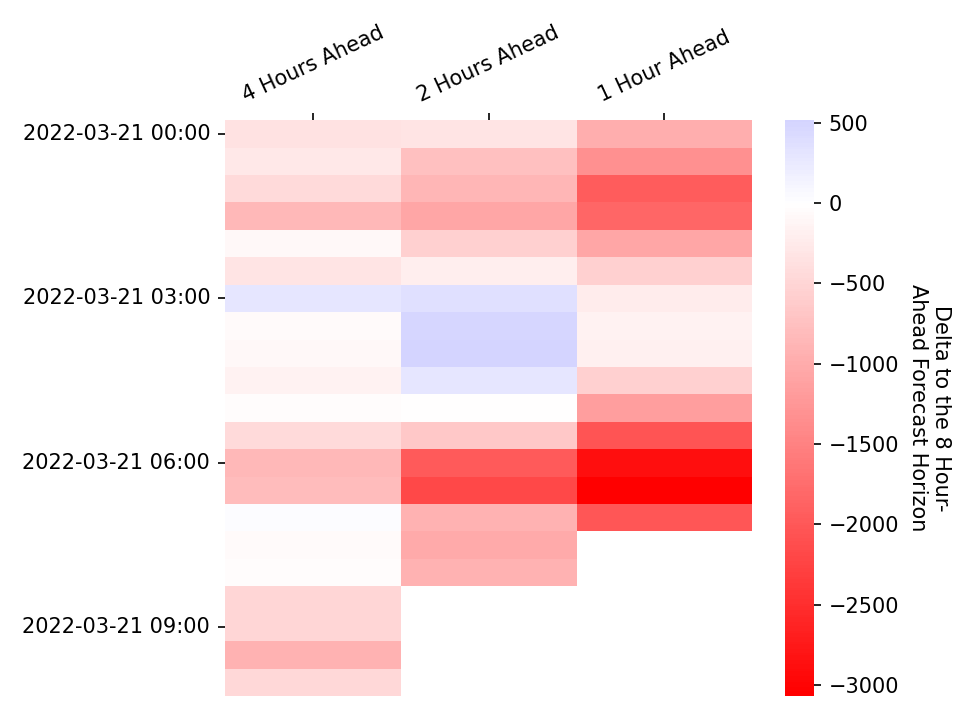 4 Hours Ahead
2 Hours Ahead
1 Hour Ahead
2022-03-21 00:00
2022-03-21 03:00
2022-03-21 06:00
2022-03-21 09:00
500
0
−500
−1000
−1500
−2000
−2500
−3000
Delta to the 8 Hour-
Ahead Forecast Horizon